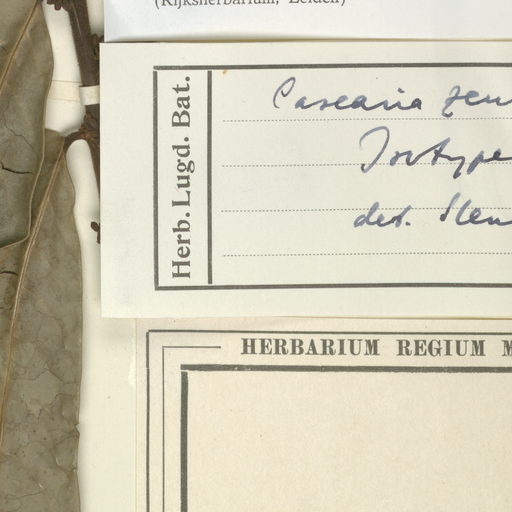 (Rijksherbarium, Leiden)
Herb. Lugd. Bat.
Casearia
Isotype
det.
HERBARIUM REGIUM M